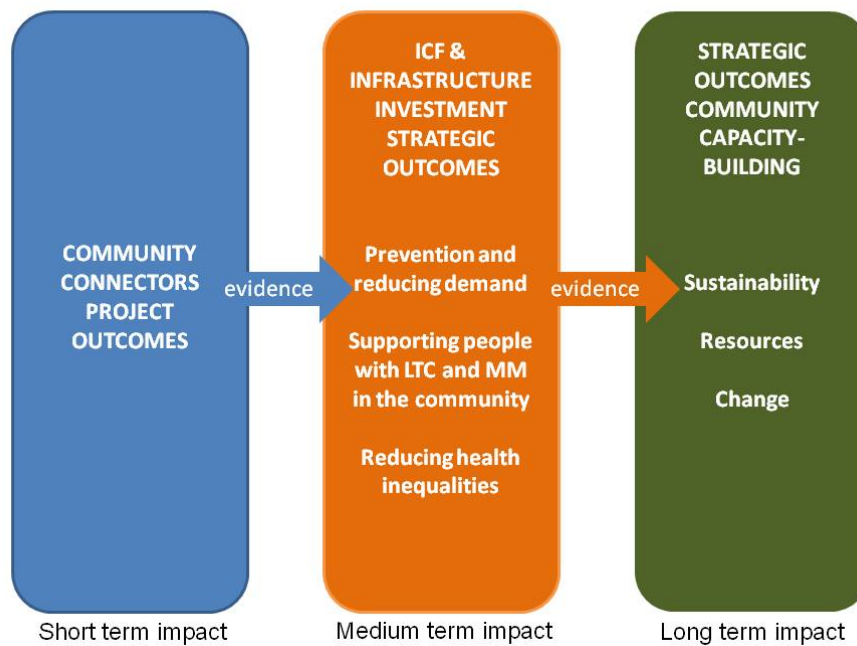 COMMUNITY
CONNECTORS
PROJECT
OUTCOMES
evidence
ICF &
INFRASTRUCTURE
INVESTMENT
STRATEGIC
OUTCOMES
Prevention and
reducing demand
Supporting people
with LTC and MM
in the community
Reducing health
inequalities
evidence
STRATEGIC
OUTCOMES
COMMUNITY
CAPACITY-
BUILDING
Sustainability
Resources
Change
Short term impact
Medium term impact
Long term impact